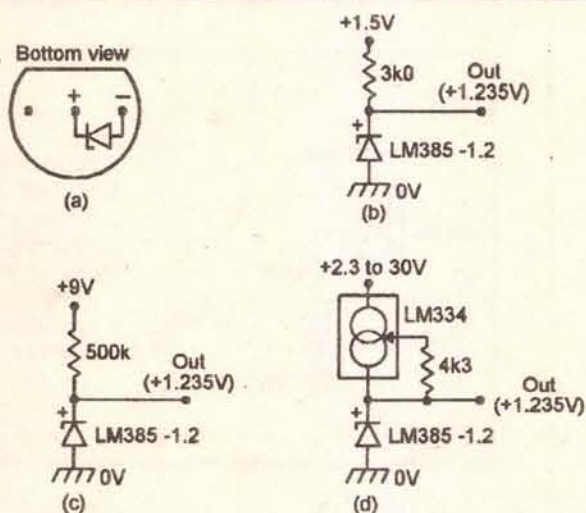 Bottom view
+ −
(a)
+1.5V
3k0
Out
(+1.235V)
+
LM385 -1.2
0V
(b)
+9V
500k
Out
(+1.235V)
+
LM385 -1.2
0V
(c)
+2.3 to 30V
LM334
4k3
Out
(+1.235V)
+
LM385 -1.2
0V
(d)